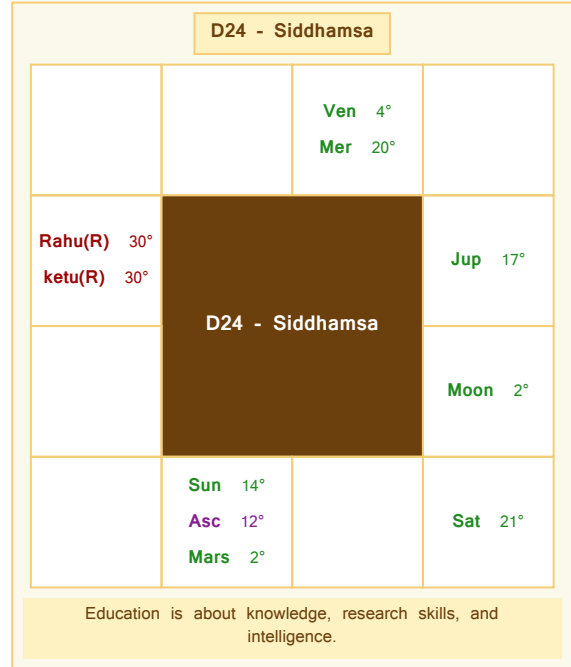 D24 - Siddhamsa
Ven 4°
Mer 20°
Rahu(R) 30°
ketu(R) 30°
Jup 17°
D24 - Siddhamsa
Moon 2°
Sun 14°
Asc 12°
Mars 2°
Sat 21°
Education is about knowledge, research skills, and
intelligence.